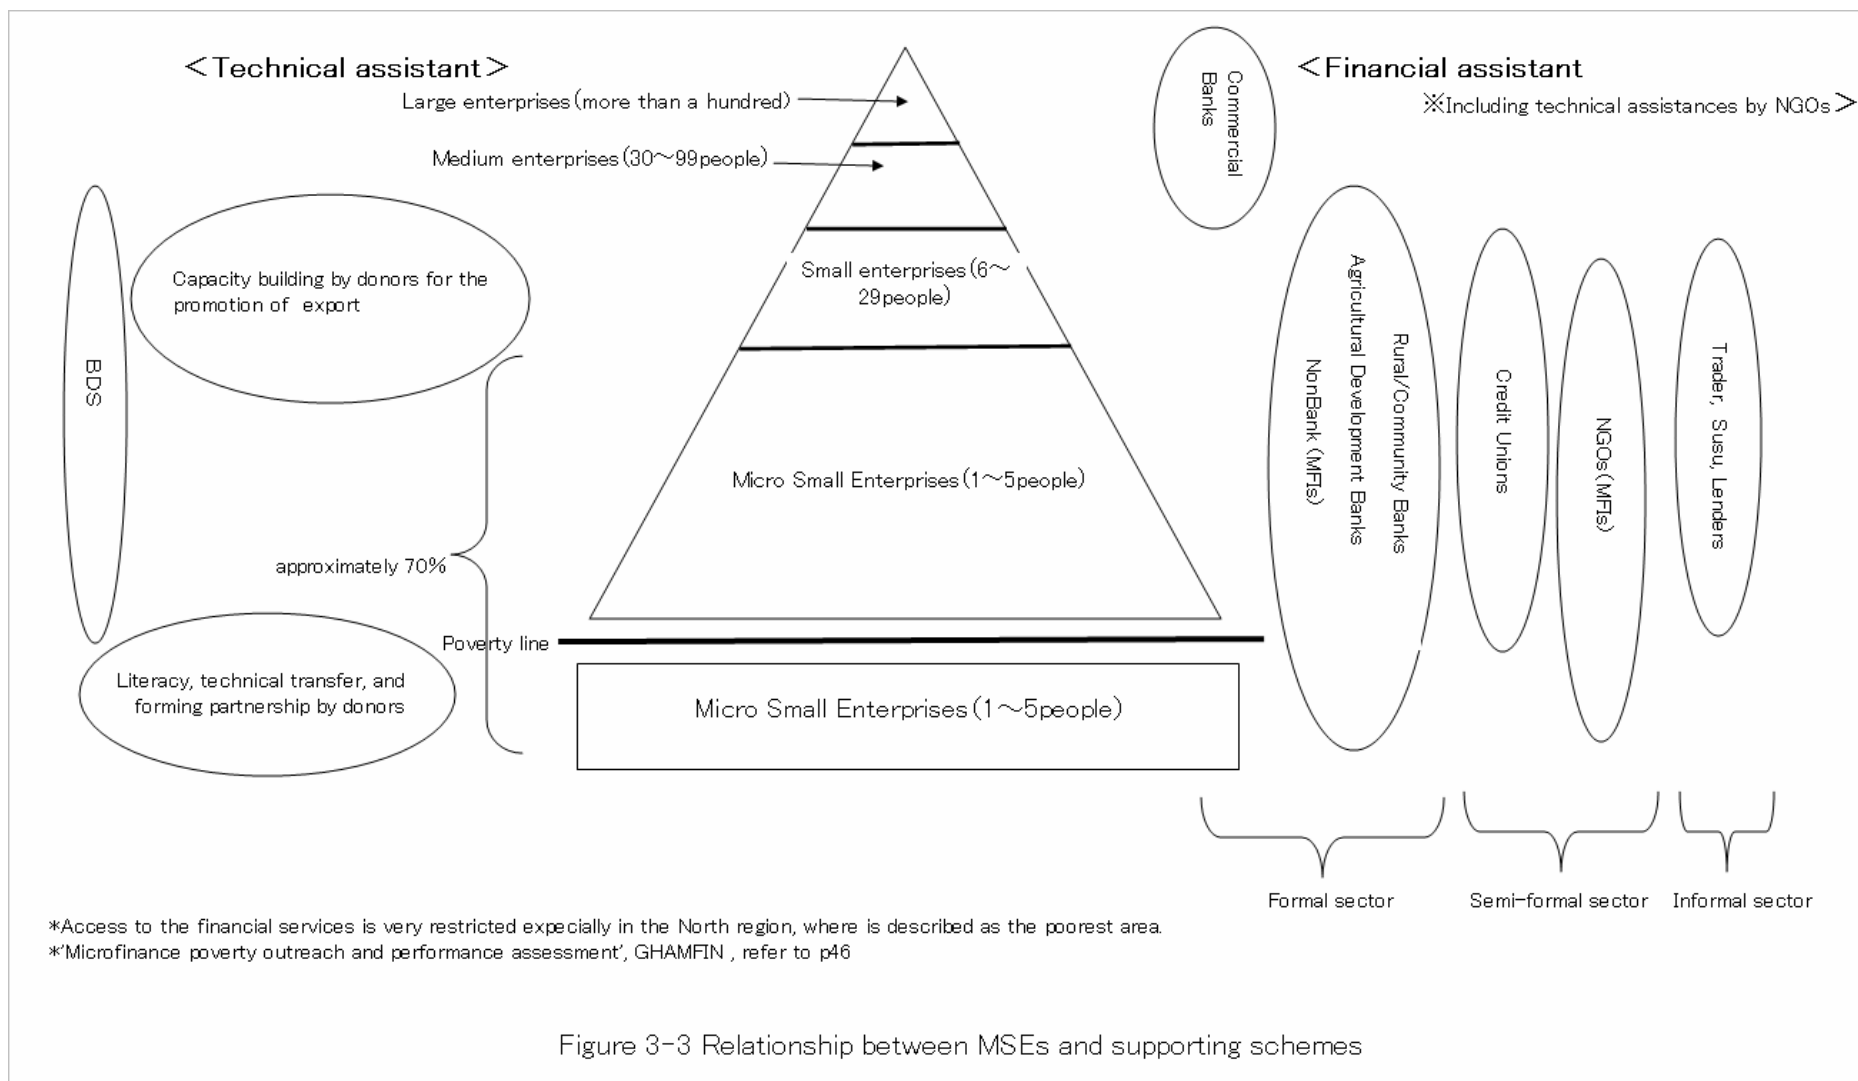 <Technical assistant>
Large enterprises(more than a hundred)
Medium enterprises(30~99people)
Commercial
Banks
<Financial assistant
※Including technical assistances by NGOs>
Capacity building by donors for the
promotion of export
BDS
approximately 70%
Literacy, technical transfer, and
forming partnership by donors
Small enterprises(6~
29people)
Micro Small Enterprises(1~5people)
Poverty line
Micro Small Enterprises(1~5people)
Rural/Community Banks
Agricultural Development Banks
NonBank(MFIs)
Credit Unions
NGOs(MFIs)
Trader, Susu, Lenders
Formal sector
Semi-formal sector
Informal sector
*Access to the financial services is very restricted expecially in the North region, where is described as the poorest area.
*'Microfinance poverty outreach and performance assessment', GHAMFIN , refer to p46
Figure 3-3 Relationship between MSEs and supporting schemes